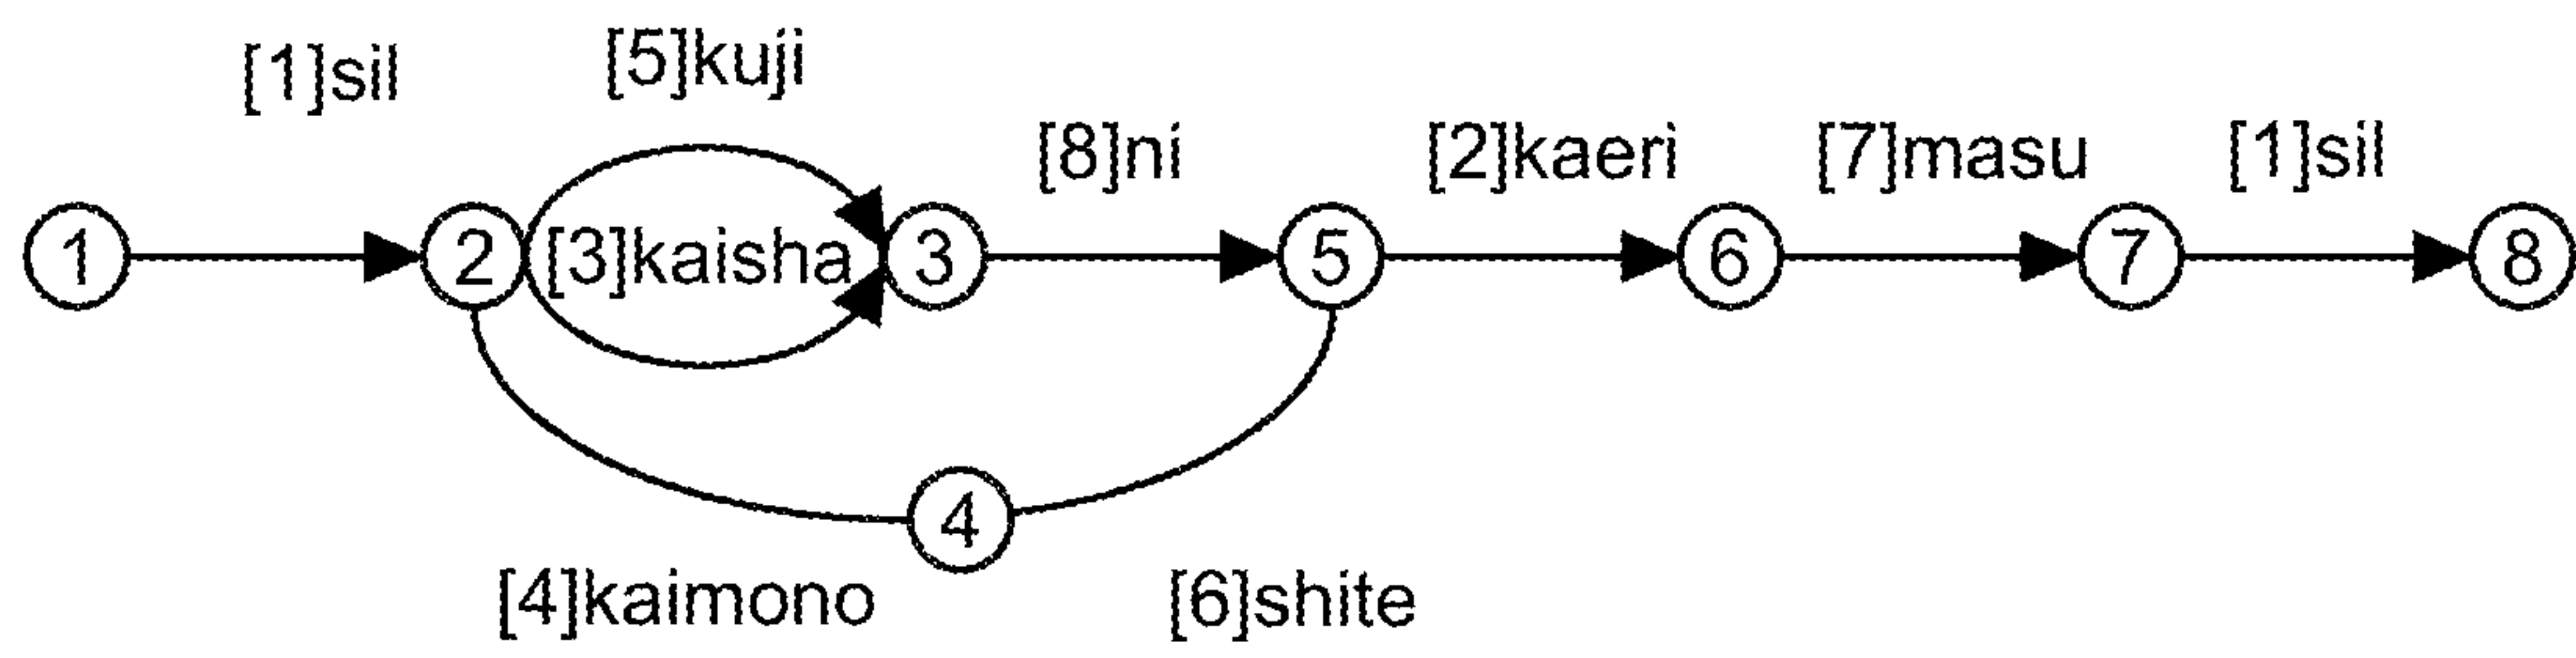 [1]sil
[5]kuji
[8]ni
[2]kaeri
[7]masu
[1]sil
1
2
[3]kaisha
3
5
6
7
8
4
[4]kaimono
[6]shite